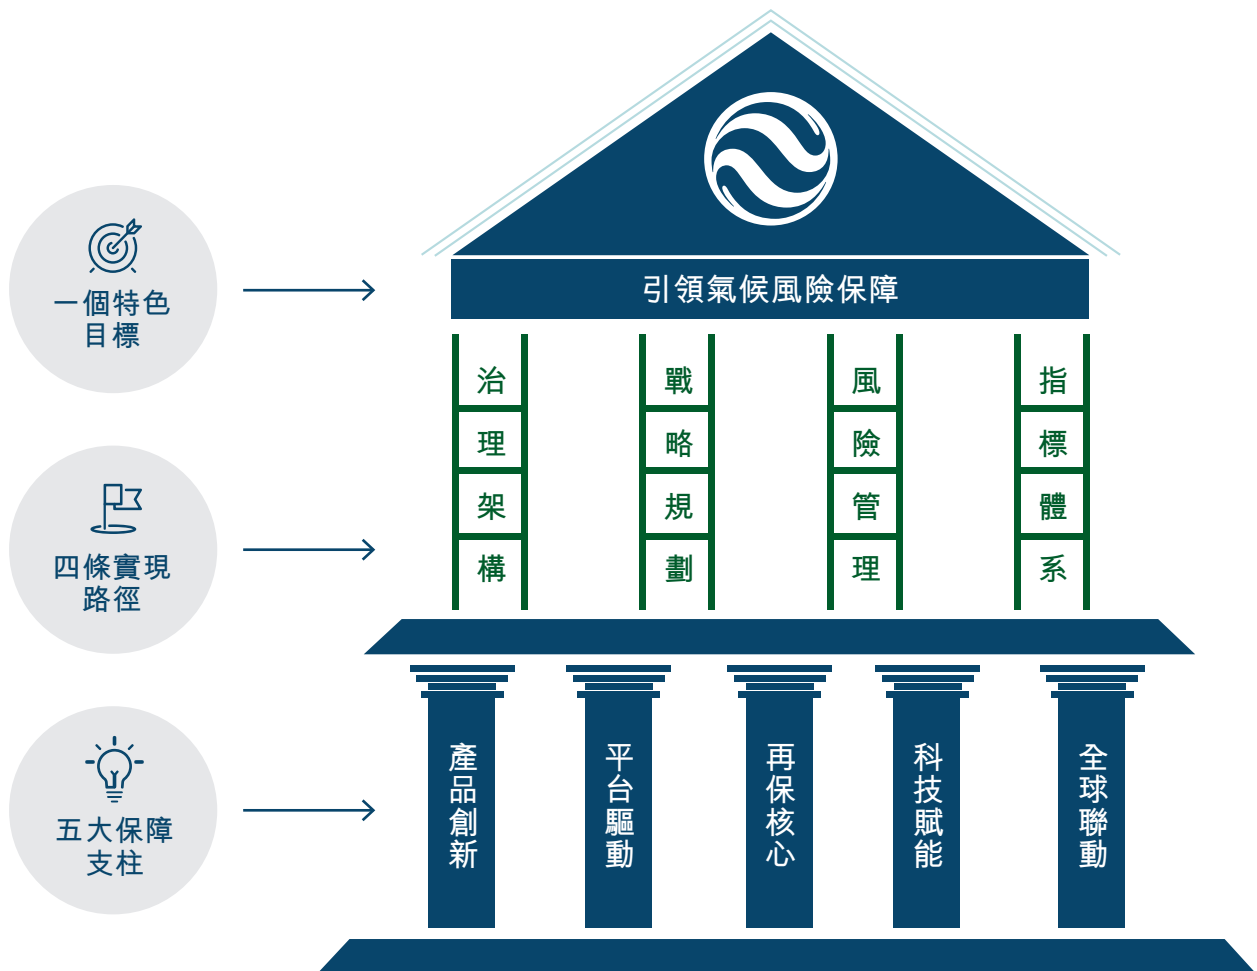 引領氣候風險保障
一個特色
目標
治理架構
戰略規劃
風險管理
指標體系
四條實現
路徑
產品創新
平台驅動
再保核心
科技賦能
全球聯動
五大保障
支柱